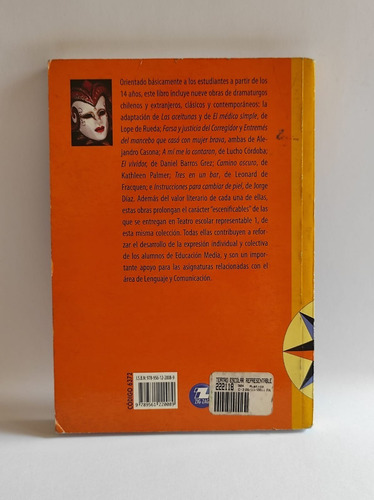 Orientado básicamente a los estudiantes a partir de los
14 años, este libro incluye nueve obras de dramaturgos
chilenos y extranjeros, clásicos y contemporáneos: la
adaptación de Las aceitunas y de El médico simple, de
Lope de Rueda; Farsa y justicia del Corregidor y Entremés
del mancebo que casó con mujer brava, ambas de Ale-
jandro Casona; A mí me lo contaron, de Lucho Córdoba;
El vividor, de Daniel Barros Grez; Camino oscuro, de
Kathleen Palmer; Tres en un bar, de Leonard de
Fracquen; e Instrucciones para cambiar de piel, de Jorge
Díaz. Además del valor literario de cada una de ellas,
estas obras prolongan el carácter "escenificables" de las
que se entregan en Teatro escolar representable 1, de
esta misma colección. Todas ellas contribuyen a refor-
zar el desarrollo de la expresión individual y colectiva
de los alumnos de Educación Media, y son un impor-
tante apoyo para las asignaturas relacionadas con el
área de Lenguaje y Comunicación.
CÓDIGO 6372
TEATRO ESCOLAR REPRESENTABLE
222118